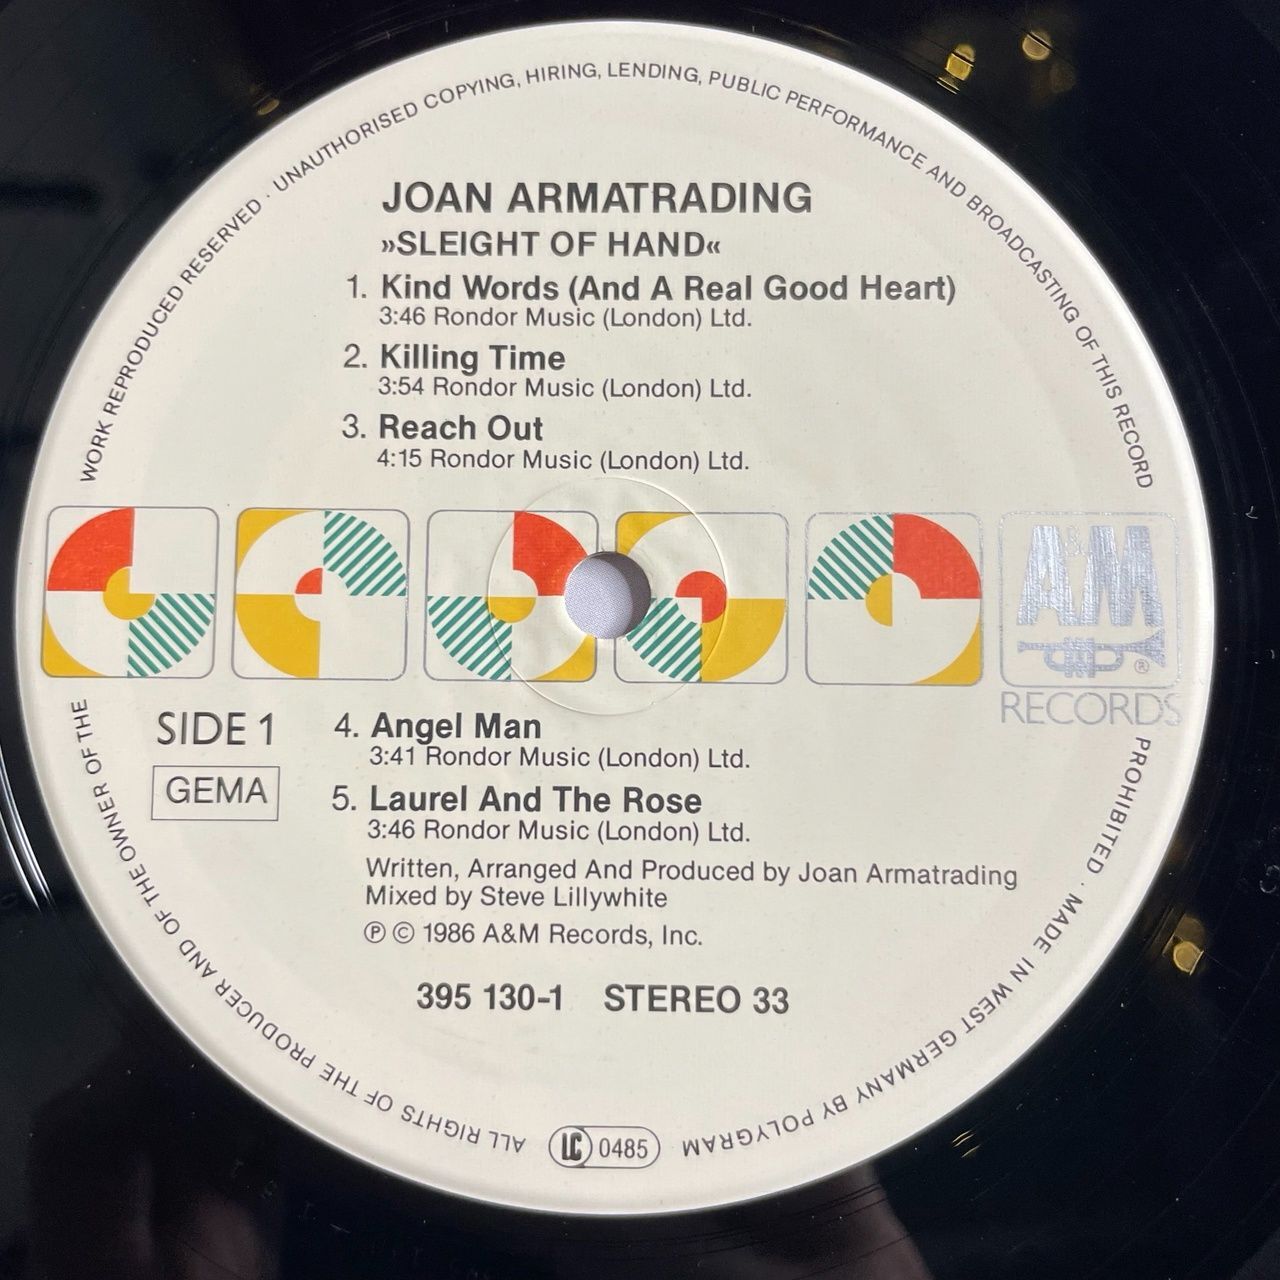 JOAN ARMATRADING
»SLEIGHT OF HAND«
1. Kind Words (And A Real Good Heart)
3:46 Rondor Music (London) Ltd.
2. Killing Time
3:54 Rondor Music (London) Ltd.
3. Reach Out
4:15 Rondor Music (London) Ltd.
A&M
®
RECORDS
SIDE 1
GEMA
4. Angel Man
3:41 Rondor Music (London) Ltd.
5. Laurel And The Rose
3:46 Rondor Music (London) Ltd.
Written, Arranged And Produced by Joan Armatrading
Mixed by Steve Lillywhite
℗ © 1986 A&M Records, Inc.
395 130-1 STEREO 33
ALL RIGHTS OF THE PRODUCER AND OF THE OWNER OF THE WORK REPRODUCED RESERVED · UNAUTHORISED COPYING, HIRING, LENDING, PUBLIC PERFORMANCE AND BROADCASTING OF THIS RECORD PROHIBITED · MADE IN WEST GERMANY BY POLYGRAM
LC 0485